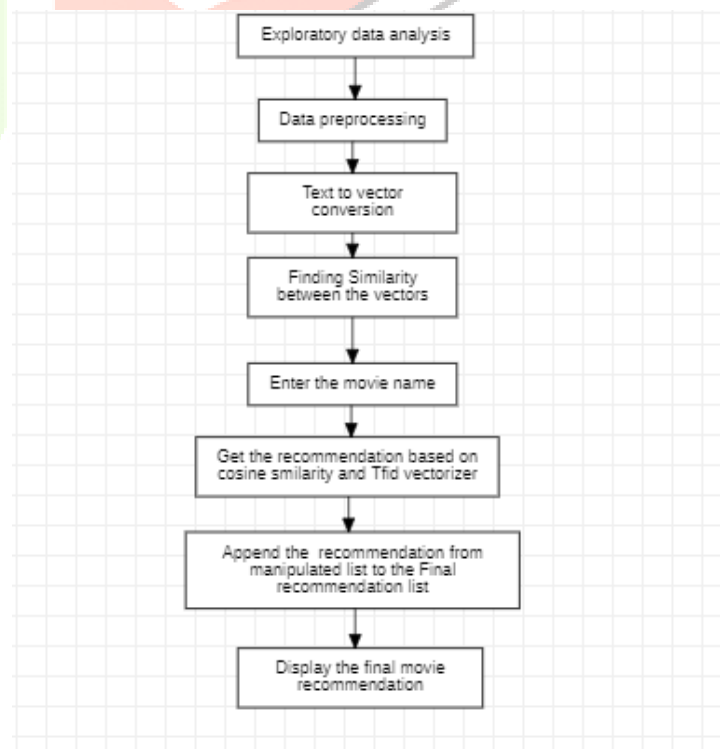 Exploratory data analysis
Data preprocessing
Text to vector
conversion
Finding Similarity
between the vectors
Enter the movie name
Get the recommendation based on
cosine smilarity and Tfid vectorizer
Append the  recommendation from
manipulated list to the Final
recommendation list
Display the final movie
recommendation